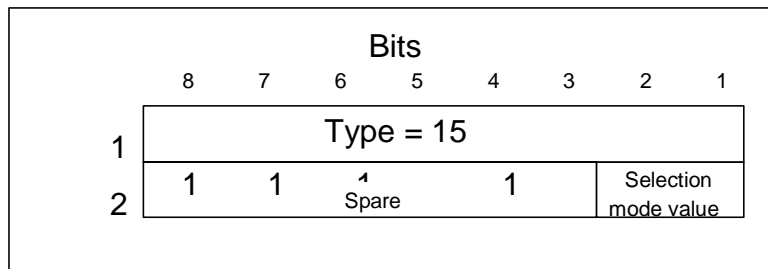 Bits
8 7 6 5 4 3 2 1
1 Type = 15
1 1 1 1 Selection
2 Spare mode value